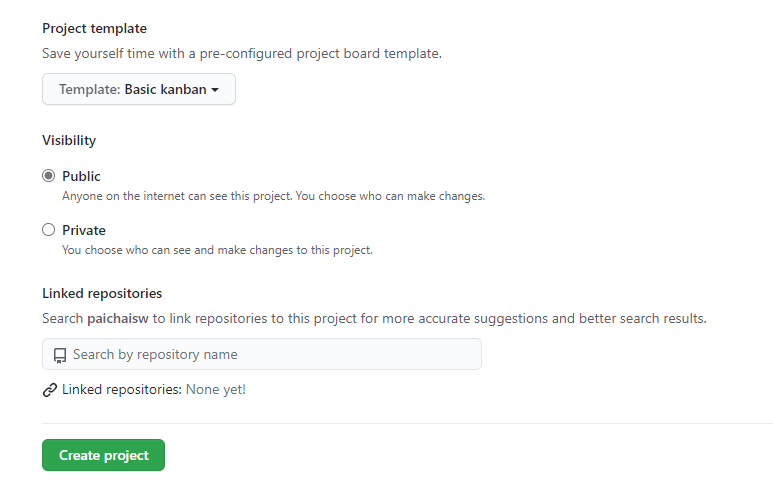 Project template
Save yourself time with a pre-configured project board template.
Template: Basic kanban
Visibility
Public
Anyone on the internet can see this project. You choose who can make changes.
Private
You choose who can see and make changes to this project.
Linked repositories
Search paichaisw to link repositories to this project for more accurate suggestions and better search results.
Search by repository name
Linked repositories: None yet!
Create project